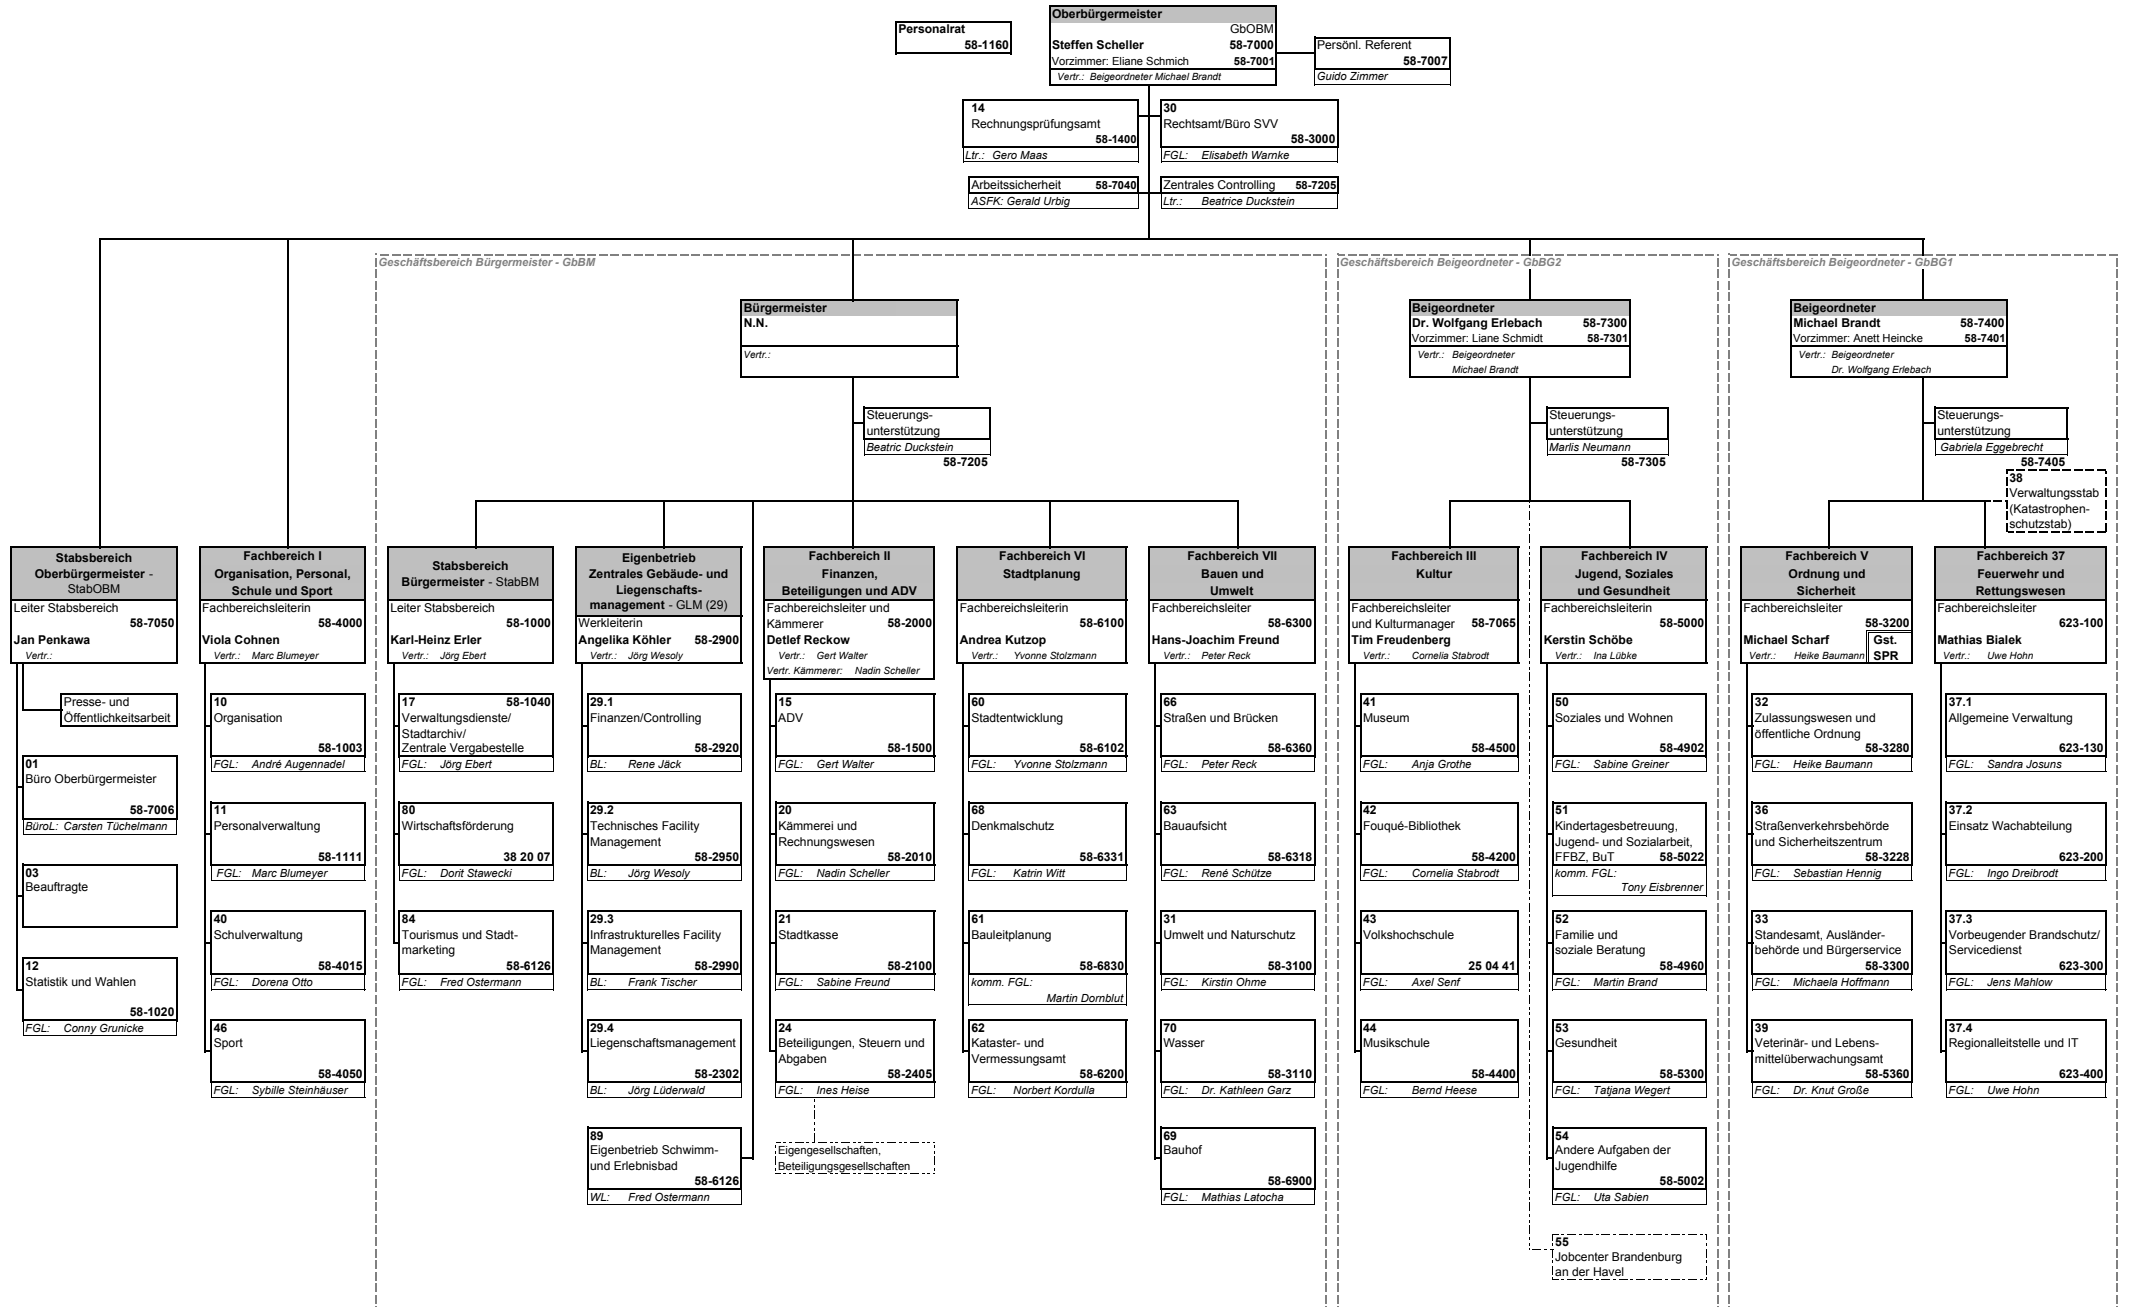 Personalrat
58-1160
Oberbürgermeister
GbOBM
Steffen Scheller 58-7000
Vorzimmer: Eliane Schmich 58-7001
Vertr.: Beigeordneter Michael Brandt
Persönl. Referent
58-7007
Guido Zimmer
14
Rechnungsprüfungsamt
58-1400
Ltr.: Gero Maas
30
Rechtsamt/Büro SVV
58-3000
FGL: Elisabeth Warnke
Arbeitssicherheit 58-7040
ASFK: Gerald Urbig
Zentrales Controlling 58-7205
Ltr.: Beatrice Duckstein
Geschäftsbereich Bürgermeister - GbBM
Geschäftsbereich Beigeordneter - GbBG2
Geschäftsbereich Beigeordneter - GbBG1
Bürgermeister
N.N.
Vertr.:
Beigeordneter
Dr. Wolfgang Erlebach 58-7300
Vorzimmer: Liane Schmidt 58-7301
Vertr.: Beigeordneter
Michael Brandt
Beigeordneter
Michael Brandt 58-7400
Vorzimmer: Anett Heincke 58-7401
Vertr.: Beigeordneter
Dr. Wolfgang Erlebach
Steuerungs-
unterstützung
Beatric Duckstein
58-7205
Steuerungs-
unterstützung
Marlis Neumann
58-7305
Steuerungs-
unterstützung
Gabriela Eggebrecht
58-7405
38
Verwaltungsstab
(Katastrophen-
schutzstab)
Stabsbereich
Oberbürgermeister -
StabOBM
Leiter Stabsbereich
58-7050
Jan Penkawa
Vertr.:
Presse- und
Öffentlichkeitsarbeit
01
Büro Oberbürgermeister
58-7006
BüroL: Carsten Tüchelmann
03
Beauftragte
12
Statistik und Wahlen
58-1020
FGL: Conny Grunicke
Fachbereich I
Organisation, Personal,
Schule und Sport
Fachbereichsleiterin
58-4000
Viola Cohnen
Vertr.: Marc Blumeyer
10
Organisation
58-1003
FGL: André Augennadel
11
Personalverwaltung
58-1111
FGL: Marc Blumeyer
40
Schulverwaltung
58-4015
FGL: Dorena Otto
46
Sport
58-4050
FGL: Sybille Steinhäuser
Stabsbereich
Bürgermeister - StabBM
Leiter Stabsbereich
58-1000
Karl-Heinz Erler
Vertr.: Jörg Ebert
17 58-1040
Verwaltungsdienste/
Stadtarchiv/
Zentrale Vergabestelle
FGL: Jörg Ebert
80
Wirtschaftsförderung
38 20 07
FGL: Dorit Stawecki
84
Tourismus und Stadt-
marketing
58-6126
FGL: Fred Ostermann
Eigenbetrieb
Zentrales Gebäude- und
Liegenschafts-
management - GLM (29)
Werkleiterin
Angelika Köhler 58-2900
Vertr.: Jörg Wesoly
29.1
Finanzen/Controlling
58-2920
BL: Rene Jäck
29.2
Technisches Facility
Management
58-2950
BL: Jörg Wesoly
29.3
Infrastrukturelles Facility
Management
58-2990
BL: Frank Tischer
29.4
Liegenschaftsmanagement
58-2302
BL: Jörg Lüderwald
89
Eigenbetrieb Schwimm-
und Erlebnisbad
58-6126
WL: Fred Ostermann
Fachbereich II
Finanzen,
Beteiligungen und ADV
Fachbereichsleiter und
Kämmerer 58-2000
Detlef Reckow
Vertr.: Gert Walter
Vertr. Kämmerer: Nadin Scheller
15
ADV
58-1500
FGL: Gert Walter
20
Kämmerei und
Rechnungswesen
58-2010
FGL: Nadin Scheller
21
Stadtkasse
58-2100
FGL: Sabine Freund
24
Beteiligungen, Steuern und
Abgaben
58-2405
FGL: Ines Heise
Eigengesellschaften,
Beteiligungsgesellschaften
Fachbereich VI
Stadtplanung
Fachbereichsleiterin
58-6100
Andrea Kutzop
Vertr.: Yvonne Stolzmann
60
Stadtentwicklung
58-6102
FGL: Yvonne Stolzmann
68
Denkmalschutz
58-6331
FGL: Katrin Witt
61
Bauleitplanung
58-6830
komm. FGL:
Martin Dornblut
62
Kataster- und
Vermessungsamt
58-6200
FGL: Norbert Kordulla
Fachbereich VII
Bauen und
Umwelt
Fachbereichsleiter
58-6300
Hans-Joachim Freund
Vertr.: Peter Reck
66
Straßen und Brücken
58-6360
FGL: Peter Reck
63
Bauaufsicht
58-6318
FGL: René Schütze
31
Umwelt und Naturschutz
58-3100
FGL: Kirstin Ohme
70
Wasser
58-3110
FGL: Dr. Kathleen Garz
69
Bauhof
58-6900
FGL: Mathias Latocha
Fachbereich III
Kultur
Fachbereichsleiter
und Kulturmanager 58-7065
Tim Freudenberg
Vertr.: Cornelia Stabrodt
41
Museum
58-4500
FGL: Anja Grothe
42
Fouqué-Bibliothek
58-4200
FGL: Cornelia Stabrodt
43
Volkshochschule
25 04 41
FGL: Axel Senf
44
Musikschule
58-4400
FGL: Bernd Heese
Fachbereich IV
Jugend, Soziales
und Gesundheit
Fachbereichsleiterin
58-5000
Kerstin Schöbe
Vertr.: Ina Lübke
50
Soziales und Wohnen
58-4902
FGL: Sabine Greiner
51
Kindertagesbetreuung,
Jugend- und Sozialarbeit,
FFBZ, BuT 58-5022
komm. FGL:
Tony Eisbrenner
52
Familie und
soziale Beratung
58-4960
FGL: Martin Brand
53
Gesundheit
58-5300
FGL: Tatjana Wegert
54
Andere Aufgaben der
Jugendhilfe
58-5002
FGL: Uta Sabien
55
Jobcenter Brandenburg
an der Havel
Fachbereich V
Ordnung und
Sicherheit
Fachbereichsleiter
58-3200
Michael Scharf Gst.
Vertr.: Heike Baumann SPR
32
Zulassungswesen und
öffentliche Ordnung
58-3280
FGL: Heike Baumann
36
Straßenverkehrsbehörde
und Sicherheitszentrum
58-3228
FGL: Sebastian Hennig
33
Standesamt, Ausländer-
behörde und Bürgerservice
58-3300
FGL: Michaela Hoffmann
39
Veterinär- und Lebens-
mittelüberwachungsamt
58-5360
FGL: Dr. Knut Große
Fachbereich 37
Feuerwehr und
Rettungswesen
Fachbereichsleiter
623-100
Mathias Bialek
Vertr.: Uwe Hohn
37.1
Allgemeine Verwaltung
623-130
FGL: Sandra Josuns
37.2
Einsatz Wachabteilung
623-200
FGL: Ingo Dreibrodt
37.3
Vorbeugender Brandschutz/
Servicedienst
623-300
FGL: Jens Mahlow
37.4
Regionalleitstelle und IT
623-400
FGL: Uwe Hohn